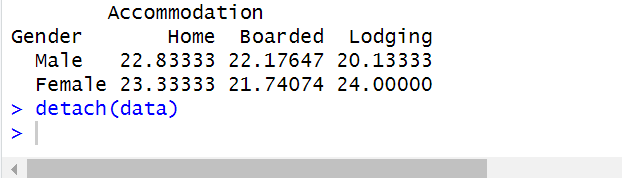 Accommodation
Gender       Home  Boarded  Lodging
  Male   22.83333 22.17647 20.13333
  Female 23.33333 21.74074 24.00000
> detach(data)
>